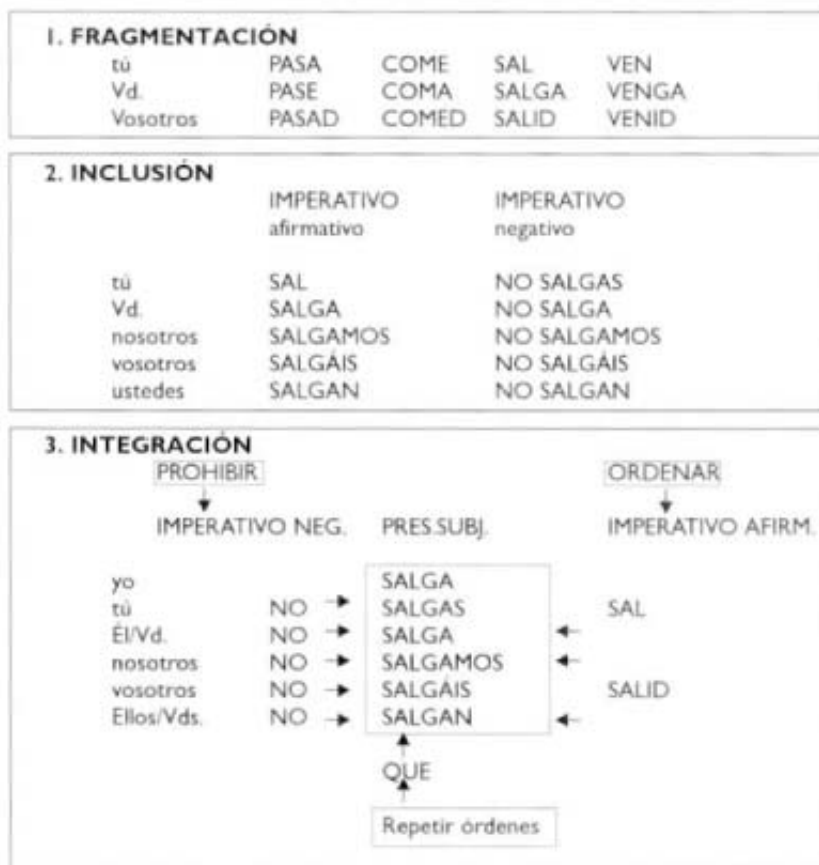 1. FRAGMENTACIÓN
tú PASA COME SAL VEN
Vd. PASE COMA SALGA VENGA
Vosotros PASAD COMED SALID VENID
2. INCLUSIÓN
IMPERATIVO IMPERATIVO
afirmativo negativo
tú SAL NO SALGAS
Vd. SALGA NO SALGA
nosotros SALGAMOS NO SALGAMOS
vosotros SALGÁIS NO SALGÁIS
ustedes SALGAN NO SALGAN
3. INTEGRACIÓN
PROHIBIR ORDENAR
IMPERATIVO NEG. PRES.SUBJ. IMPERATIVO AFIRM.
yo SALGA
tú NO SALGAS SAL
Él/Vd. NO SALGA
nosotros NO SALGAMOS
vosotros NO SALGÁIS SALID
Ellos/Vds. NO SALGAN
QUE
Repetir órdenes